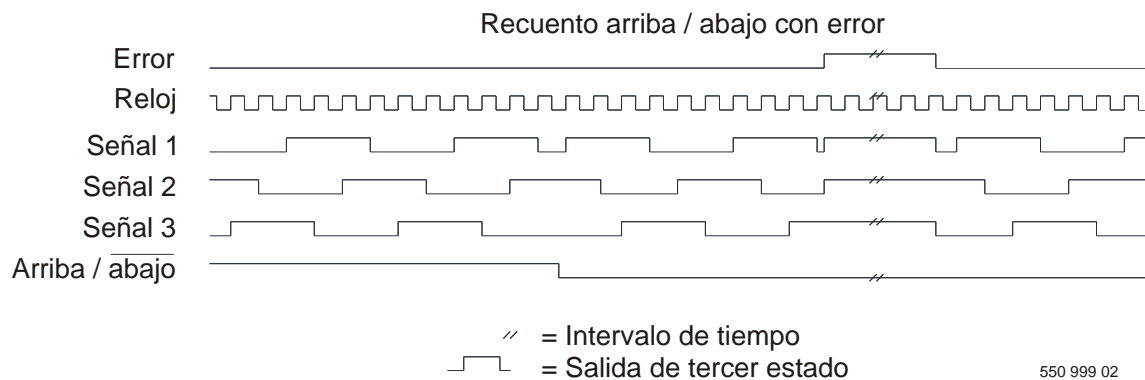 Recuento arriba / abajo con error
Error
Reloj
Señal 1
Señal 2
Señal 3
Arriba / abajo
= Intervalo de tiempo
= Salida de tercer estado
550 999 02